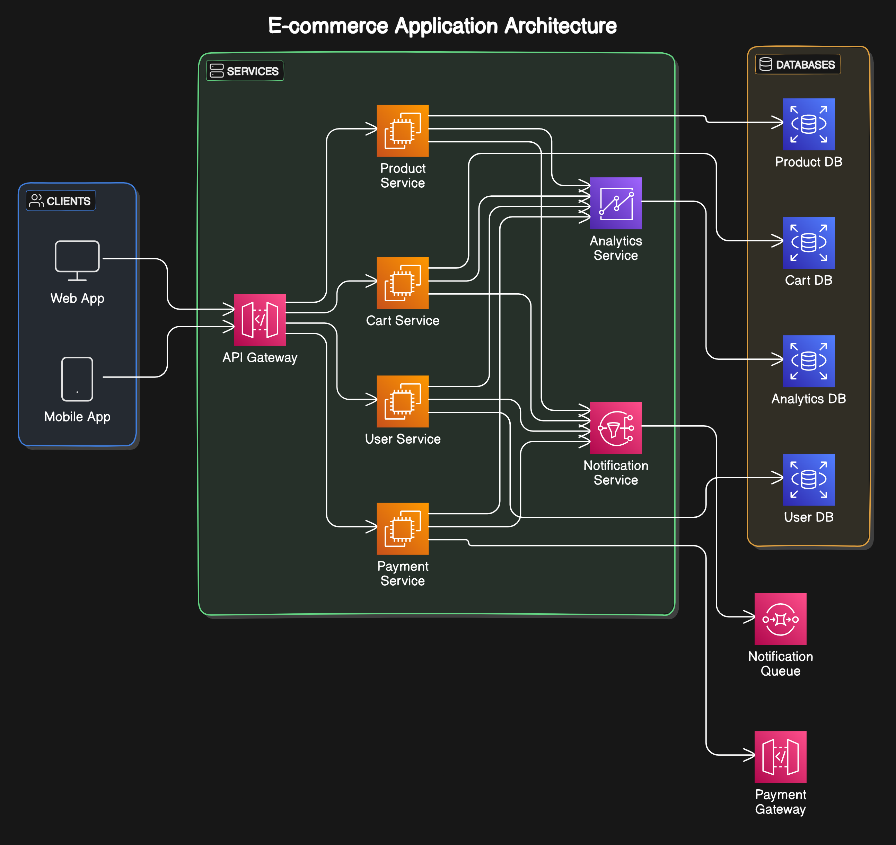 E-commerce Application Architecture
SERVICES
DATABASES
CLIENTS
Web App
Mobile App
API Gateway
Product
Service
Cart Service
User Service
Payment
Service
Analytics
Service
Notification
Service
Product DB
Cart DB
Analytics DB
User DB
Notification
Queue
Payment
Gateway